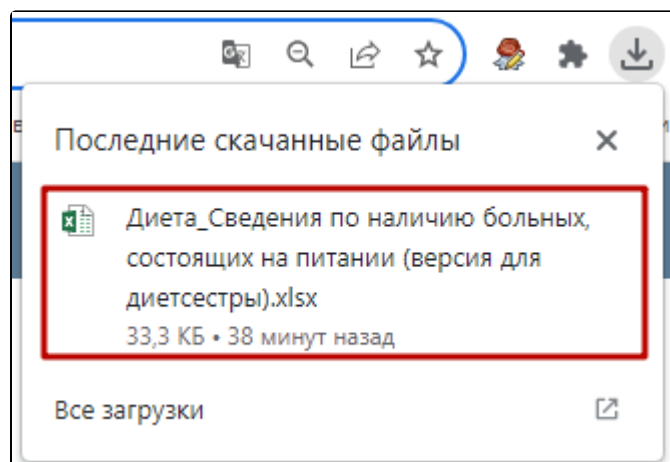 Последние скачанные файлы
Диета_Сведения по наличию больных,
состоящих на питании (версия для
диетсестры).xlsx
33,3 КБ • 38 минут назад
Все загрузки